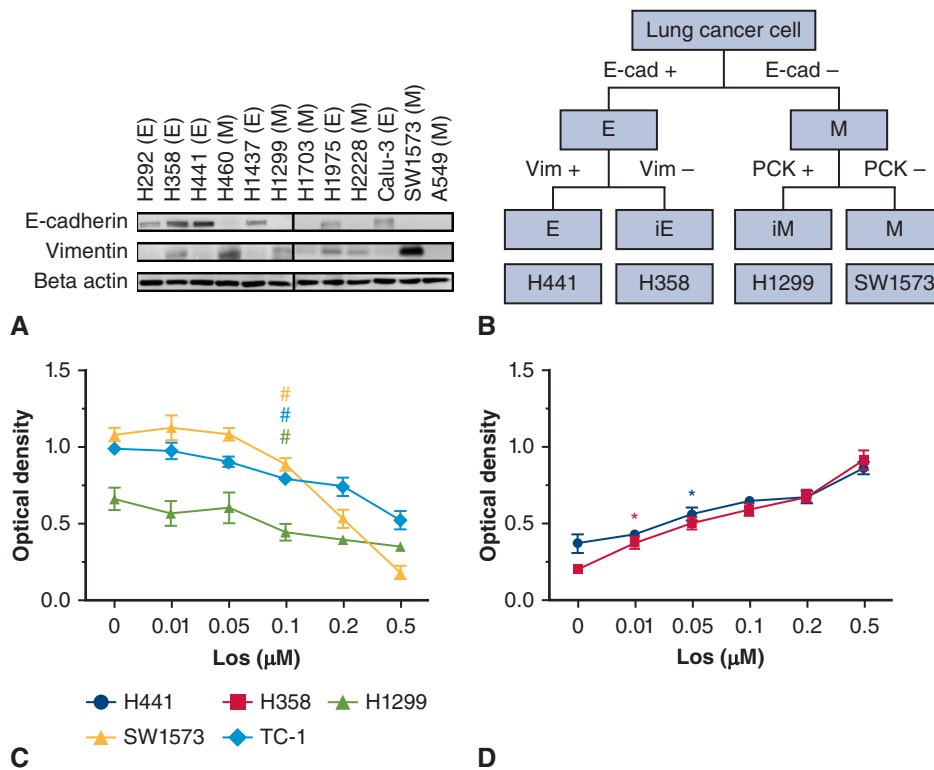 H292 (E)
H358 (E)
H441 (E)
H460 (M)
H1437 (E)
H1299 (M)
H1703 (M)
H1975 (E)
H2228 (M)
Calu-3 (E)
SW1573 (M)
A549 (M)
E-cadherin
Vimentin
Beta actin
A
Lung cancer cell
E-cad + E-cad –
E M
Vim + Vim – PCK + PCK –
E iE iM M
H441 H358 H1299 SW1573
B
1.5
1.0
0.5
0.0
Optical density
#
#
#
0 0.01 0.05 0.1 0.2 0.5
Los (μM)
H441 H358 H1299
SW1573 TC-1
C
1.5
1.0
0.5
0.0
Optical density
* *
0 0.01 0.05 0.1 0.2 0.5
Los (μM)
D